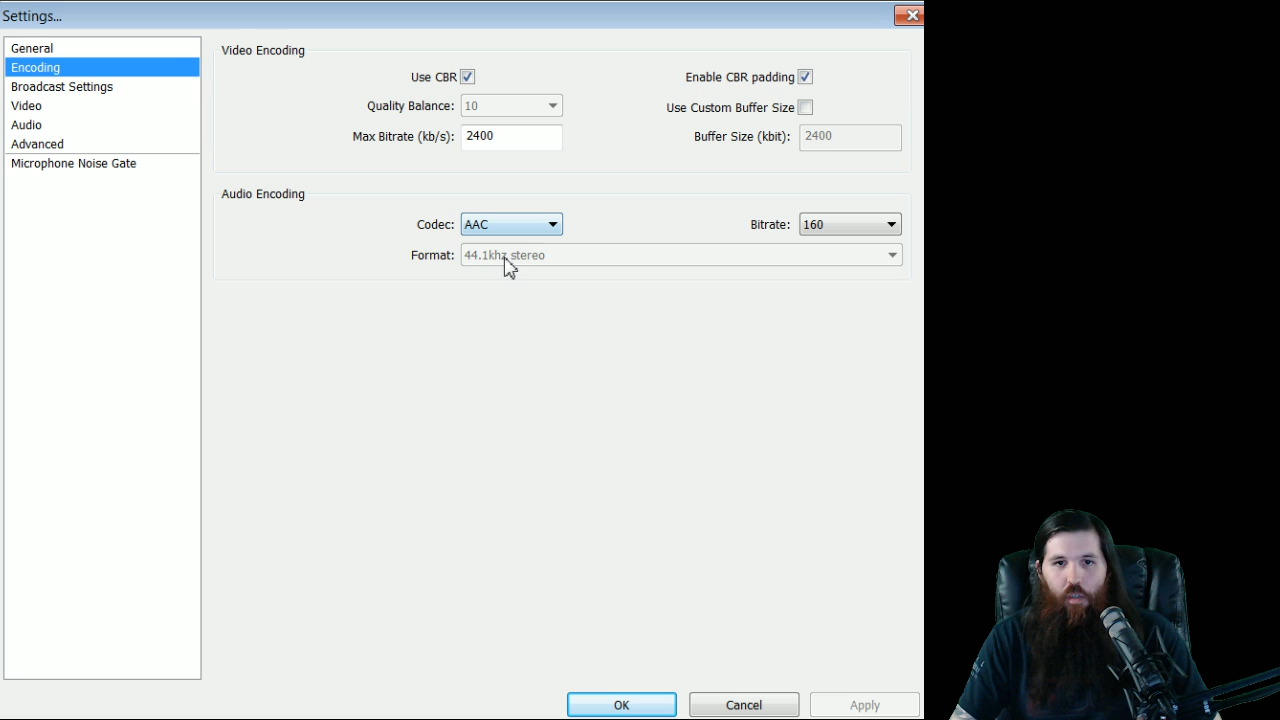 Settings...
General
Encoding
Broadcast Settings
Video
Audio
Advanced
Microphone Noise Gate
Video Encoding
Use CBR
Enable CBR padding
Quality Balance: 10
Use Custom Buffer Size
Max Bitrate (kb/s): 2400
Buffer Size (kbit): 2400
Audio Encoding
Codec: AAC
Bitrate: 160
Format: 44.1khz stereo
OK
Cancel
Apply